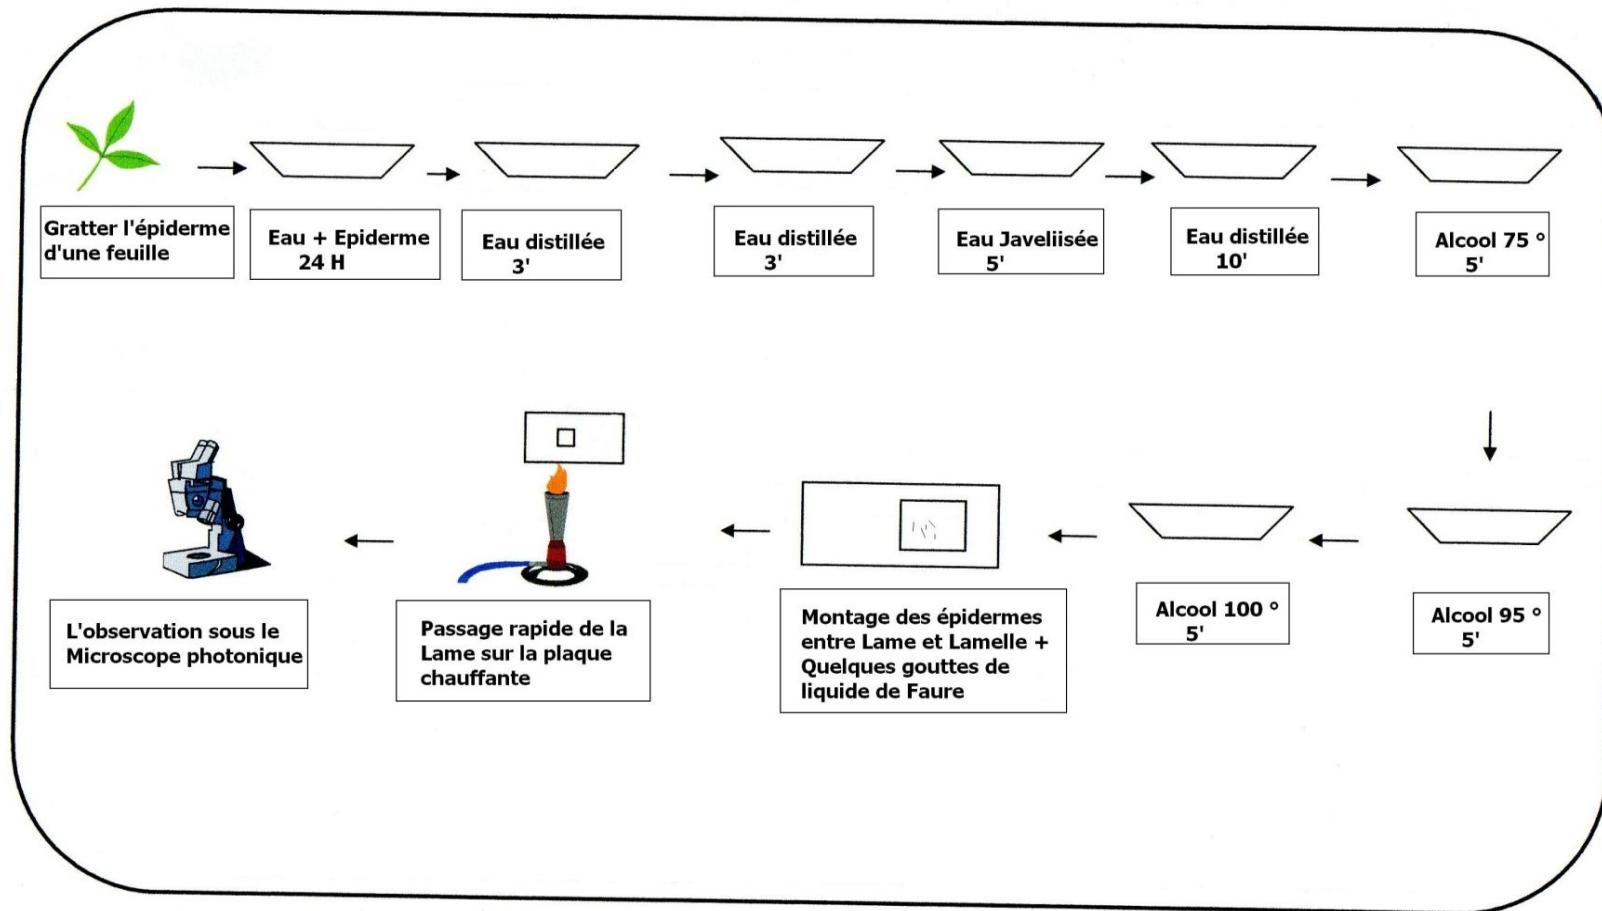 Gratter l'épiderme
d'une feuille
Eau + Epiderme
24 H
Eau distillée
3'
Eau distillée
3'
Eau Javeliisée
5'
Eau distillée
10'
Alcool 75 °
5'
Alcool 95 °
5'
Alcool 100 °
5'
Montage des épidermes
entre Lame et Lamelle +
Quelques gouttes de
liquide de Faure
Passage rapide de la
Lame sur la plaque
chauffante
L'observation sous le
Microscope photonique